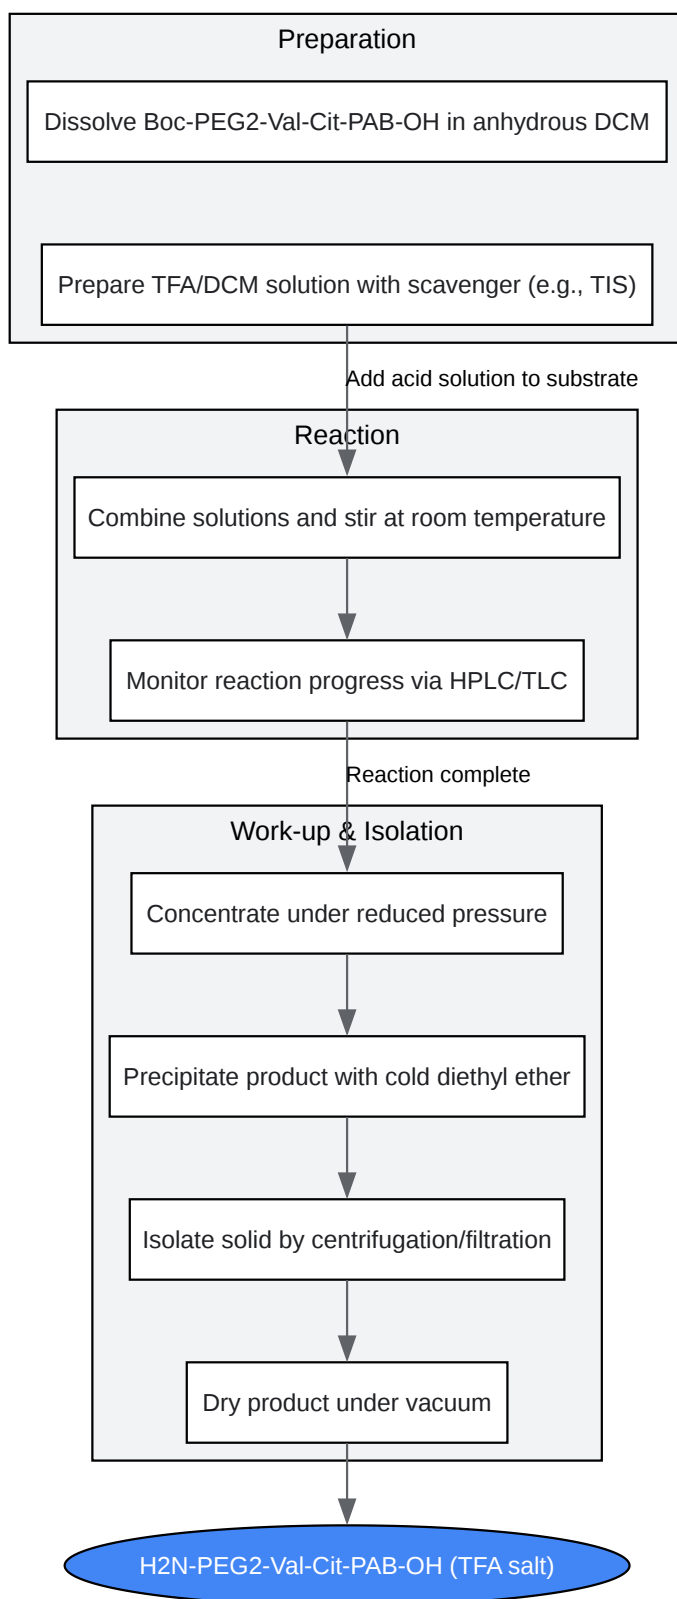 Preparation
Dissolve Boc-PEG2-Val-Cit-PAB-OH in anhydrous DCM
Prepare TFA/DCM solution with scavenger (e.g., TIS)
Add acid solution to substrate
Reaction
Combine solutions and stir at room temperature
Monitor reaction progress via HPLC/TLC
Reaction complete
Work-up & Isolation
Concentrate under reduced pressure
Precipitate product with cold diethyl ether
Isolate solid by centrifugation/filtration
Dry product under vacuum
H2N-PEG2-Val-Cit-PAB-OH (TFA salt)